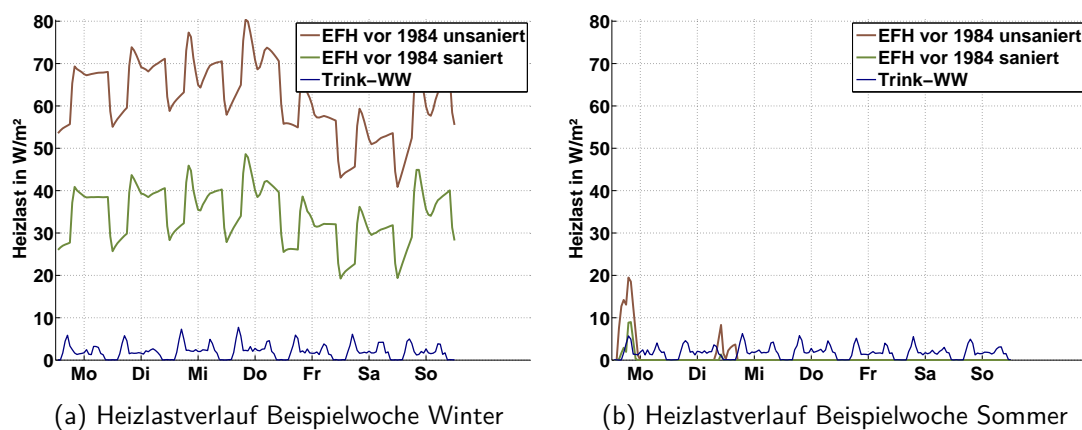 80
70
60
50
40
30
20
10
0
Heizlast in W/m²
EFH vor 1984 unsaniert
EFH vor 1984 saniert
Trink−WW
Mo Di Mi Do Fr Sa So
(a) Heizlastverlauf Beispielwoche Winter
80
70
60
50
40
30
20
10
0
Heizlast in W/m²
EFH vor 1984 unsaniert
EFH vor 1984 saniert
Trink−WW
Mo Di Mi Do Fr Sa So
(b) Heizlastverlauf Beispielwoche Sommer